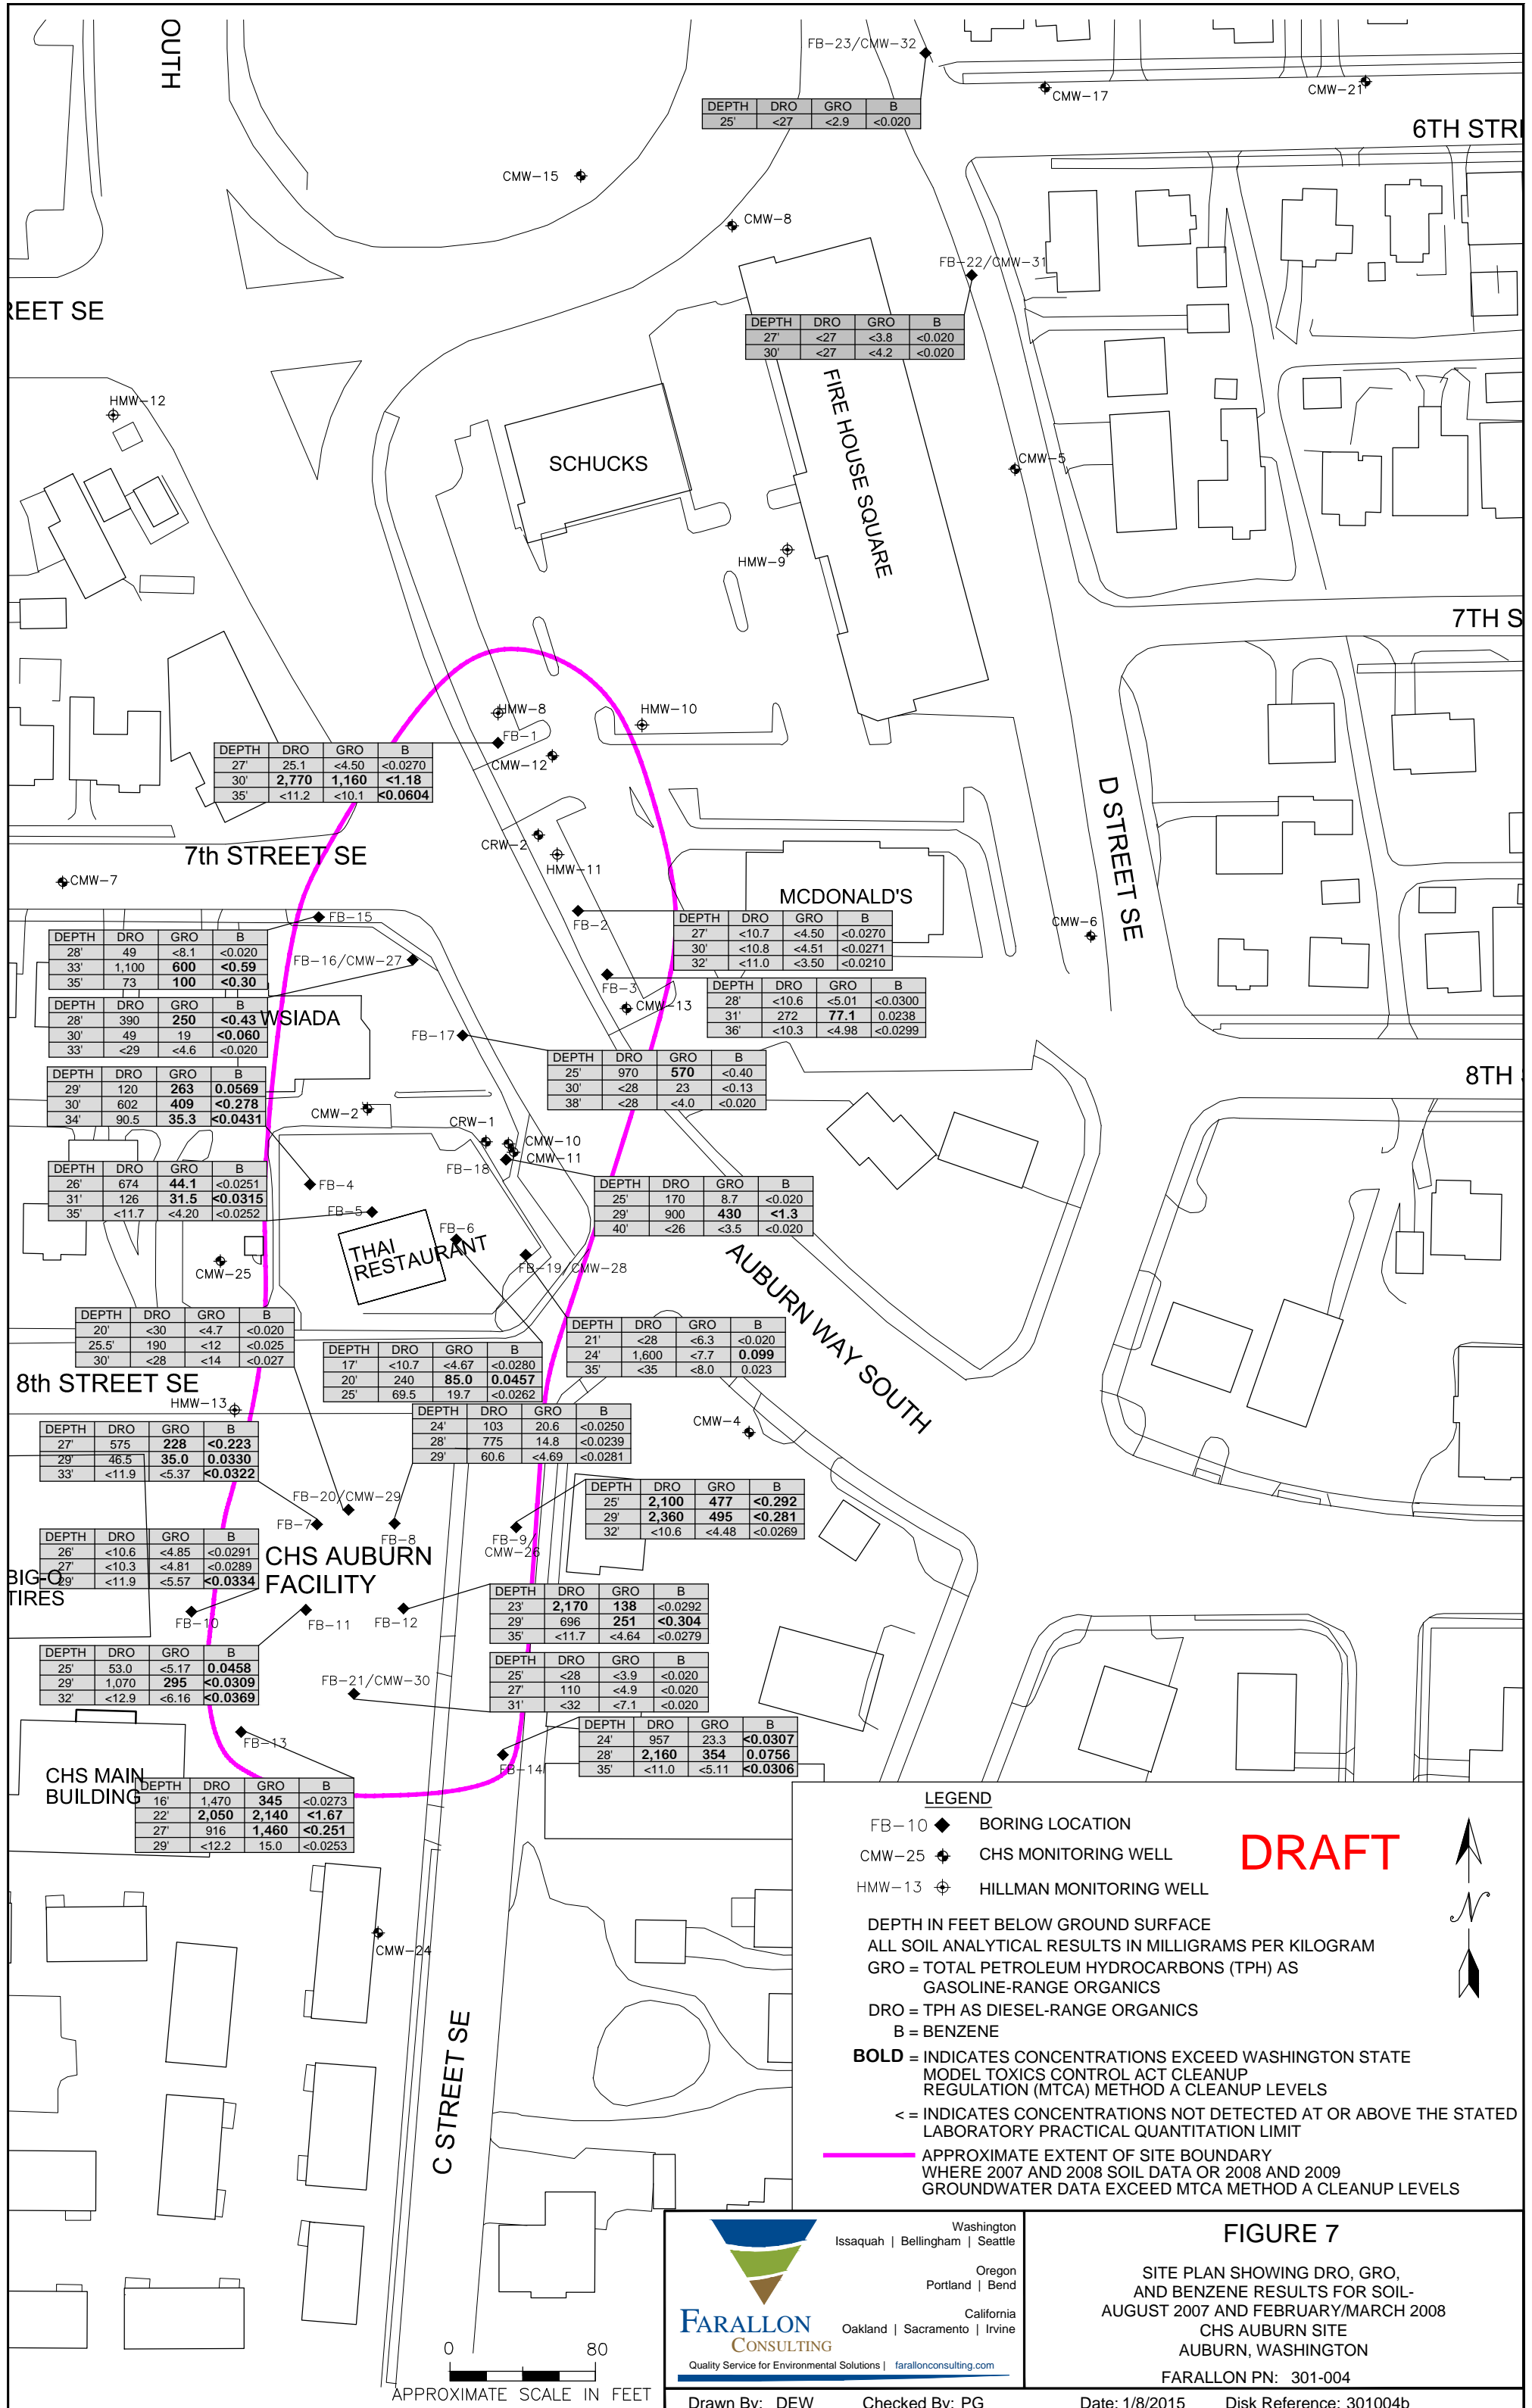 OUTH
FB-23/CMW-32
CMW-17
CMW-21
DEPTH DRO GRO B
25' <27 <2.9 <0.020
6TH STR
CMW-15
CMW-8
FB-22/CMW-31
REET SE
DEPTH DRO GRO B
27' <27 <3.8 <0.020
30' <27 <4.2 <0.020
HMW-12
FIRE HOUSE SQUARE
SCHUCKS
CMW-5
HMW-9
7TH S
HMW-8
HMW-10
FB-1
CMW-12
DEPTH DRO GRO B
27' 25.1 <4.50 <0.0270
30' 2,770 1,160 <1.18
35' <11.2 <10.1 <0.0604
D STREET SE
CRW-2
HMW-11
7th STREET SE
CMW-7
MCDONALD'S
FB-15
FB-2
CMW-6
DEPTH DRO GRO B
27' <10.7 <4.50 <0.0270
30' <10.8 <4.51 <0.0271
32' <11.0 <3.50 <0.0210
DEPTH DRO GRO B
28' 49 <8.1 <0.020
33' 1,100 600 <0.59
35' 73 100 <0.30
FB-16/CMW-27
FB-3
CMW-13
DEPTH DRO GRO B
28' <10.6 <5.01 <0.0300
31' 272 77.1 0.0238
36' <10.3 <4.98 <0.0299
DEPTH DRO GRO B
28' 390 250 <0.43
30' 49 19 <0.060
33' <29 <4.6 <0.020
WSIADA
FB-17
DEPTH DRO GRO B
25' 970 570 <0.40
30' <28 23 <0.13
38' <28 <4.0 <0.020
8TH
DEPTH DRO GRO B
29' 120 263 0.0569
30' 602 409 <0.278
34' 90.5 35.3 <0.0431
CMW-2
CRW-1
CMW-10
CMW-11
FB-18
DEPTH DRO GRO B
26' 674 44.1 <0.0251
31' 126 31.5 <0.0315
35' <11.7 <4.20 <0.0252
FB-4
FB-5
DEPTH DRO GRO B
25' 170 8.7 <0.020
29' 900 430 <1.3
40' <26 <3.5 <0.020
FB-6
THAI
RESTAURANT
FB-19/CMW-28
CMW-25
AUBURN WAY SOUTH
DEPTH DRO GRO B
20' <30 <4.7 <0.020
25.5' 190 <12 <0.025
30' <28 <14 <0.027
DEPTH DRO GRO B
21' <28 <6.3 <0.020
24' 1,600 <7.7 0.099
35' <35 <8.0 0.023
DEPTH DRO GRO B
17' <10.7 <4.67 <0.0280
20' 240 85.0 0.0457
25' 69.5 19.7 <0.0262
8th STREET SE
HMW-13
DEPTH DRO GRO B
24' 103 20.6 <0.0250
28' 775 14.8 <0.0239
29' 60.6 <4.69 <0.0281
CMW-4
DEPTH DRO GRO B
27' 575 228 <0.223
29' 46.5 35.0 0.0330
33' <11.9 <5.37 <0.0322
DEPTH DRO GRO B
25' 2,100 477 <0.292
29' 2,360 495 <0.281
32' <10.6 <4.48 <0.0269
FB-20/CMW-29
FB-7
FB-8
FB-9
CMW-26
DEPTH DRO GRO B
26' <10.6 <4.85 <0.0291
27' <10.3 <4.81 <0.0289
29' <11.9 <5.57 <0.0334
CHS AUBURN
FACILITY
BIG-O
TIRES
FB-10
FB-11
FB-12
DEPTH DRO GRO B
23' 2,170 138 <0.0292
29' 696 251 <0.304
35' <11.7 <4.64 <0.0279
DEPTH DRO GRO B
25' 53.0 <5.17 0.0458
29' 1,070 295 <0.0309
32' <12.9 <6.16 <0.0369
FB-21/CMW-30
DEPTH DRO GRO B
25' <28 <3.9 <0.020
27' 110 <4.9 <0.020
31' <32 <7.1 <0.020
DEPTH DRO GRO B
24' 957 23.3 <0.0307
28' 2,160 354 0.0756
35' <11.0 <5.11 <0.0306
FB-13
FB-14
CHS MAIN
BUILDING
DEPTH DRO GRO B
16' 1,470 345 <0.0273
22' 2,050 2,140 <1.67
27' 916 1,460 <0.251
29' <12.2 15.0 <0.0253
CMW-24
C STREET SE
LEGEND
FB-10 BORING LOCATION
CMW-25 CHS MONITORING WELL
HMW-13 HILLMAN MONITORING WELL
DRAFT
N
DEPTH IN FEET BELOW GROUND SURFACE
ALL SOIL ANALYTICAL RESULTS IN MILLIGRAMS PER KILOGRAM
GRO = TOTAL PETROLEUM HYDROCARBONS (TPH) AS
GASOLINE-RANGE ORGANICS
DRO = TPH AS DIESEL-RANGE ORGANICS
B = BENZENE
BOLD = INDICATES CONCENTRATIONS EXCEED WASHINGTON STATE
MODEL TOXICS CONTROL ACT CLEANUP
REGULATION (MTCA) METHOD A CLEANUP LEVELS
< = INDICATES CONCENTRATIONS NOT DETECTED AT OR ABOVE THE STATED
LABORATORY PRACTICAL QUANTITATION LIMIT
APPROXIMATE EXTENT OF SITE BOUNDARY
WHERE 2007 AND 2008 SOIL DATA OR 2008 AND 2009
GROUNDWATER DATA EXCEED MTCA METHOD A CLEANUP LEVELS
0 80
APPROXIMATE SCALE IN FEET
FARALLON
CONSULTING
Washington
Issaquah | Bellingham | Seattle
Oregon
Portland | Bend
California
Oakland | Sacramento | Irvine
Quality Service for Environmental Solutions | farallonconsulting.com
FIGURE 7
SITE PLAN SHOWING DRO, GRO,
AND BENZENE RESULTS FOR SOIL-
AUGUST 2007 AND FEBRUARY/MARCH 2008
CHS AUBURN SITE
AUBURN, WASHINGTON
FARALLON PN: 301-004
Drawn By: DEW Checked By: PG Date: 1/8/2015 Disk Reference: 301004b